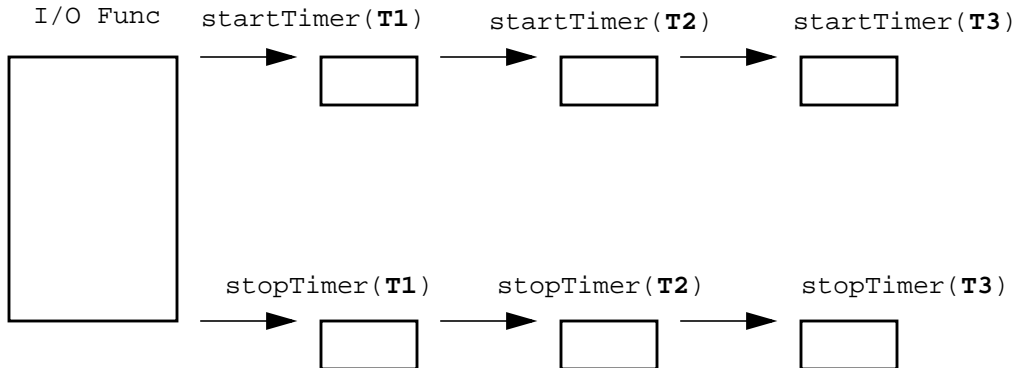 I/O Func
startTimer(T1)
startTimer(T2)
startTimer(T3)
stopTimer(T1)
stopTimer(T2)
stopTimer(T3)